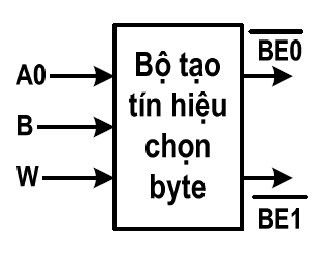 A0
B
W
Bộ tạo
tín hiệu
chọn
byte
BE0
BE1